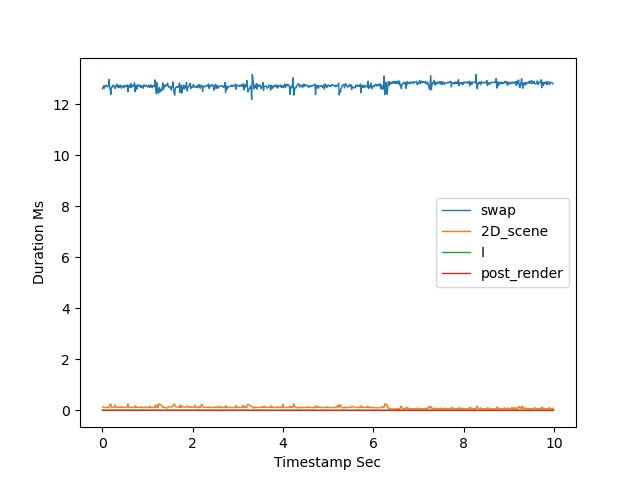 12
10
8
6
4
2
0
Duration Ms
swap
2D_scene
I
post_render
0 2 4 6 8 10
Timestamp Sec